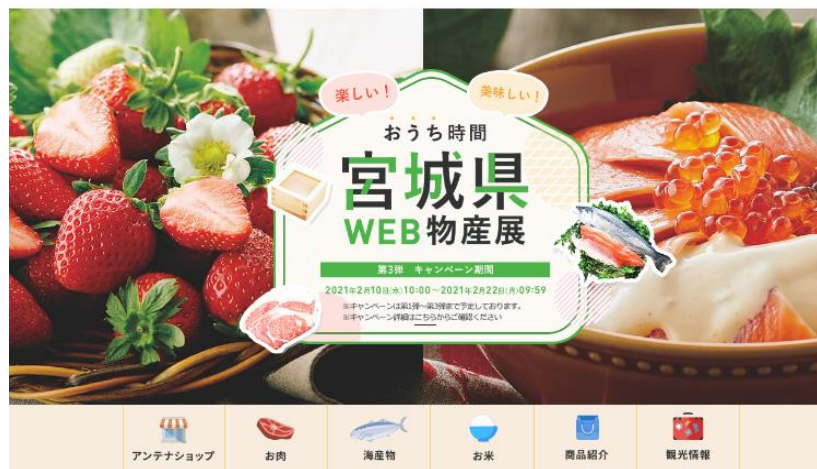 楽しい!
美味しい!
おうち時間
宮城県
WEB物産展
第3弾 キャンペーン期間
2021年2月10日(水)10:00～2021年2月22日(月)09:59
※キャンペーンは第1弾～第3弾まで予定しております。
※キャンペーン詳細はこちらからご確認ください
アンテナショップ
お肉
海産物
お米
商品紹介
観光情報